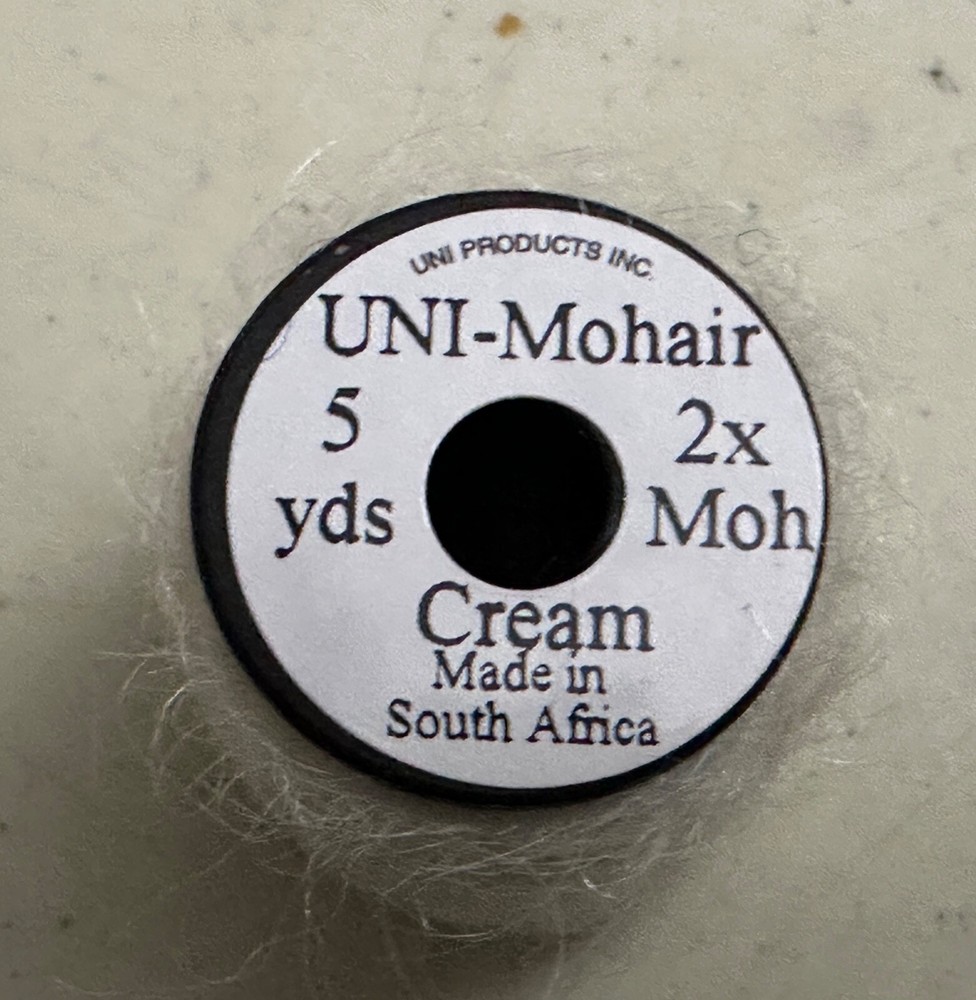 UNI PRODUCTS INC.
UNI-Mohair
5
yds
2x
Moh
Cream
Made in
South Africa